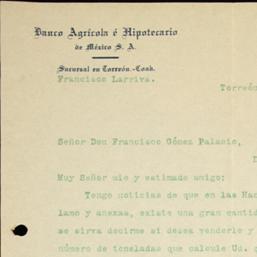 Banco Agrícola é Hipotecario
de México S. A.
Sucursal en Torreón.-Coah.
Francisco Larriva.
Torreón
Señor Don Francisco Gómez Palacio,
Muy Señor mio y estimado amigo:
Tengo noticias de que en las Hac
lamo y anexas, existe una gran cantid
se sirva decirme si desea venderlo y
número de toneladas que calcule Ud. q